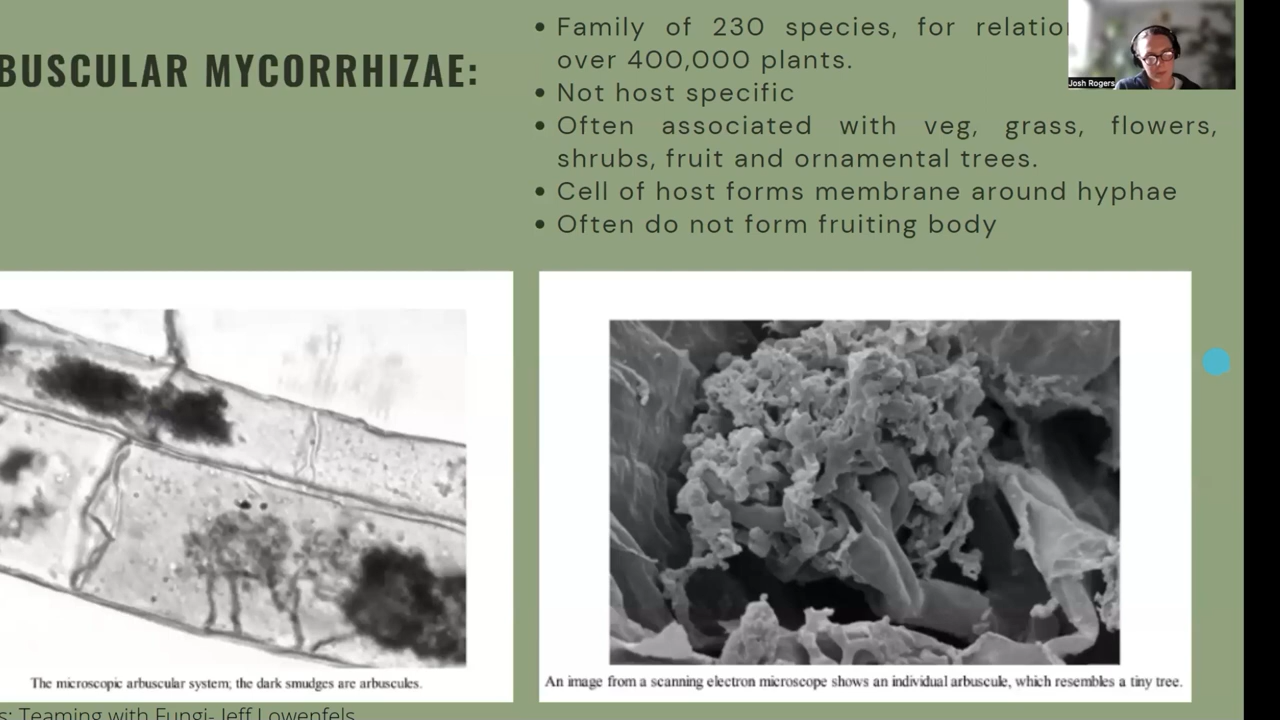 BUSCULAR MYCORRHIZAE:
• Family of 230 species, for
over 400,000 plants.
• Not host specific
• Often associated with veg, grass, flowers,
shrubs, fruit and ornamental trees.
• Cell of host forms membrane around hyphae
• Often do not form fruiting body
Josh Rogers
The microscopic arbuscular system; the dark smudges are arbuscules.
An image from a scanning electron microscope shows an individual arbuscule, which resembles a tiny tree.
s: Teaming with Fungi- Jeff Lowenfels